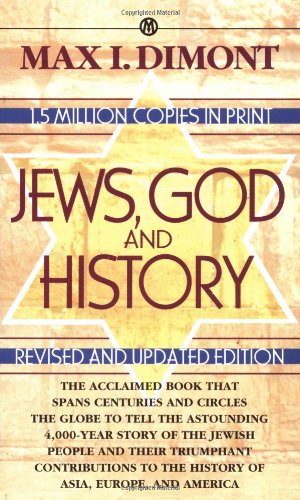 MAX I. DIMONT
1.5 MILLION COPIES IN PRINT
JEWS, GOD
AND
HISTORY
REVISED AND UPDATED EDITION
THE ACCLAIMED BOOK THAT
SPANS CENTURIES AND CIRCLES
THE GLOBE TO TELL THE ASTOUNDING
4,000-YEAR STORY OF THE JEWISH
PEOPLE AND THEIR TRIUMPHANT
CONTRIBUTIONS TO THE HISTORY OF
ASIA, EUROPE, AND AMERICA
Copyrighted Material